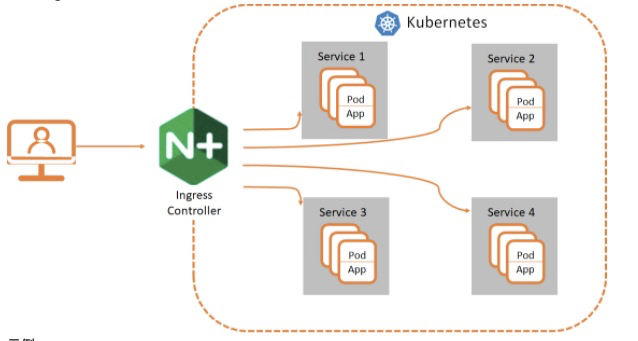 Kubernetes
Service 1
Pod
App
Service 2
Pod
App
N+
Ingress
Controller
Service 3
Pod
App
Service 4
Pod
App